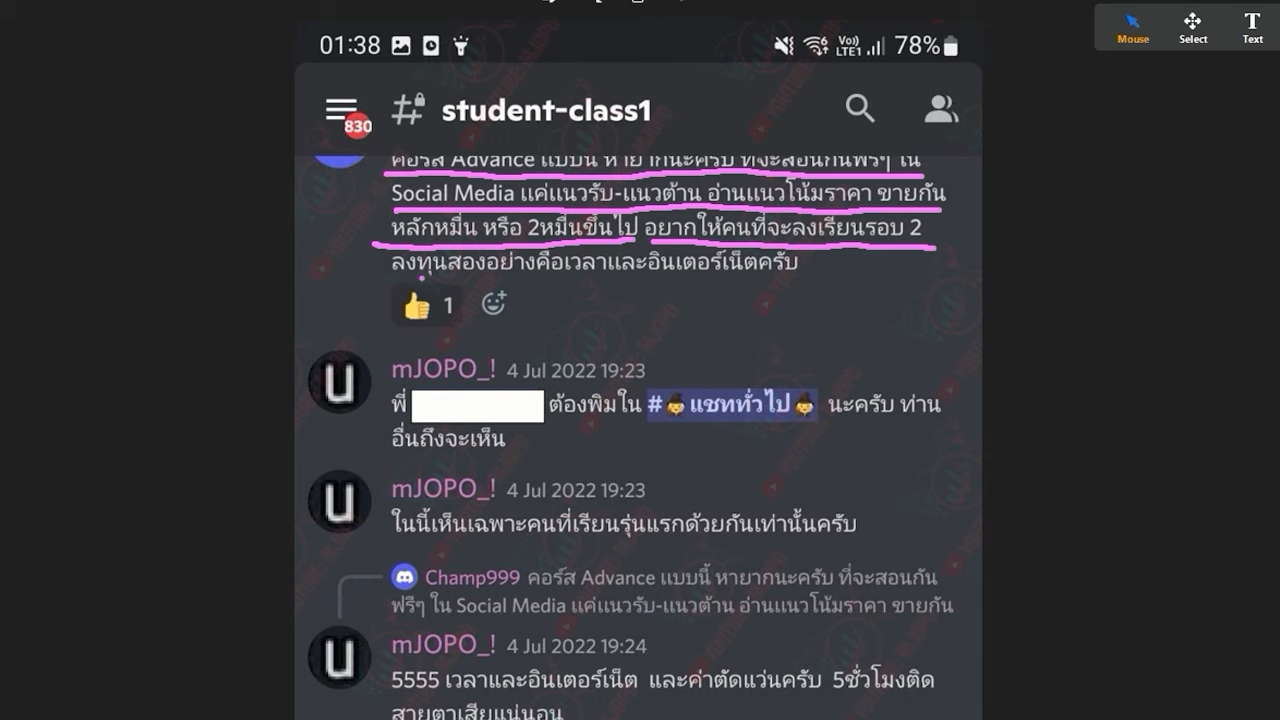 Mouse Select Text
01:38 Vo)) LTE1 78%
830 student-class1
คอร์ส Advance แบบนี้ หายากนะครับ ที่จะสอนกันฟรีๆ ใน
Social Media แค่แนวรับ-แนวต้าน อ่านแนวโน้มราคา ขายกัน
หลักหมื่น หรือ 2หมื่นขึ้นไป อยากให้คนที่จะลงเรียนรอบ 2
ลงทุนสองอย่างคือเวลาและอินเตอร์เน็ตครับ
👍 1
mJOPO_! 4 Jul 2022 19:23
พี่ ต้องพิมใน # แชททั่วไป นะครับ ท่าน
อื่นถึงจะเห็น
mJOPO_! 4 Jul 2022 19:23
ในนี้เห็นเฉพาะคนที่เรียนรุ่นแรกด้วยกันเท่านั้นครับ
Champ999 คอร์ส Advance แบบนี้ หายากนะครับ ที่จะสอนกัน
ฟรีๆ ใน Social Media แค่แนวรับ-แนวต้าน อ่านแนวโน้มราคา ขายกัน
mJOPO_! 4 Jul 2022 19:24
5555 เวลาและอินเตอร์เน็ต และค่าตัดแว่นครับ 5ชั่วโมงติด
สายตาเสียแน่นอน